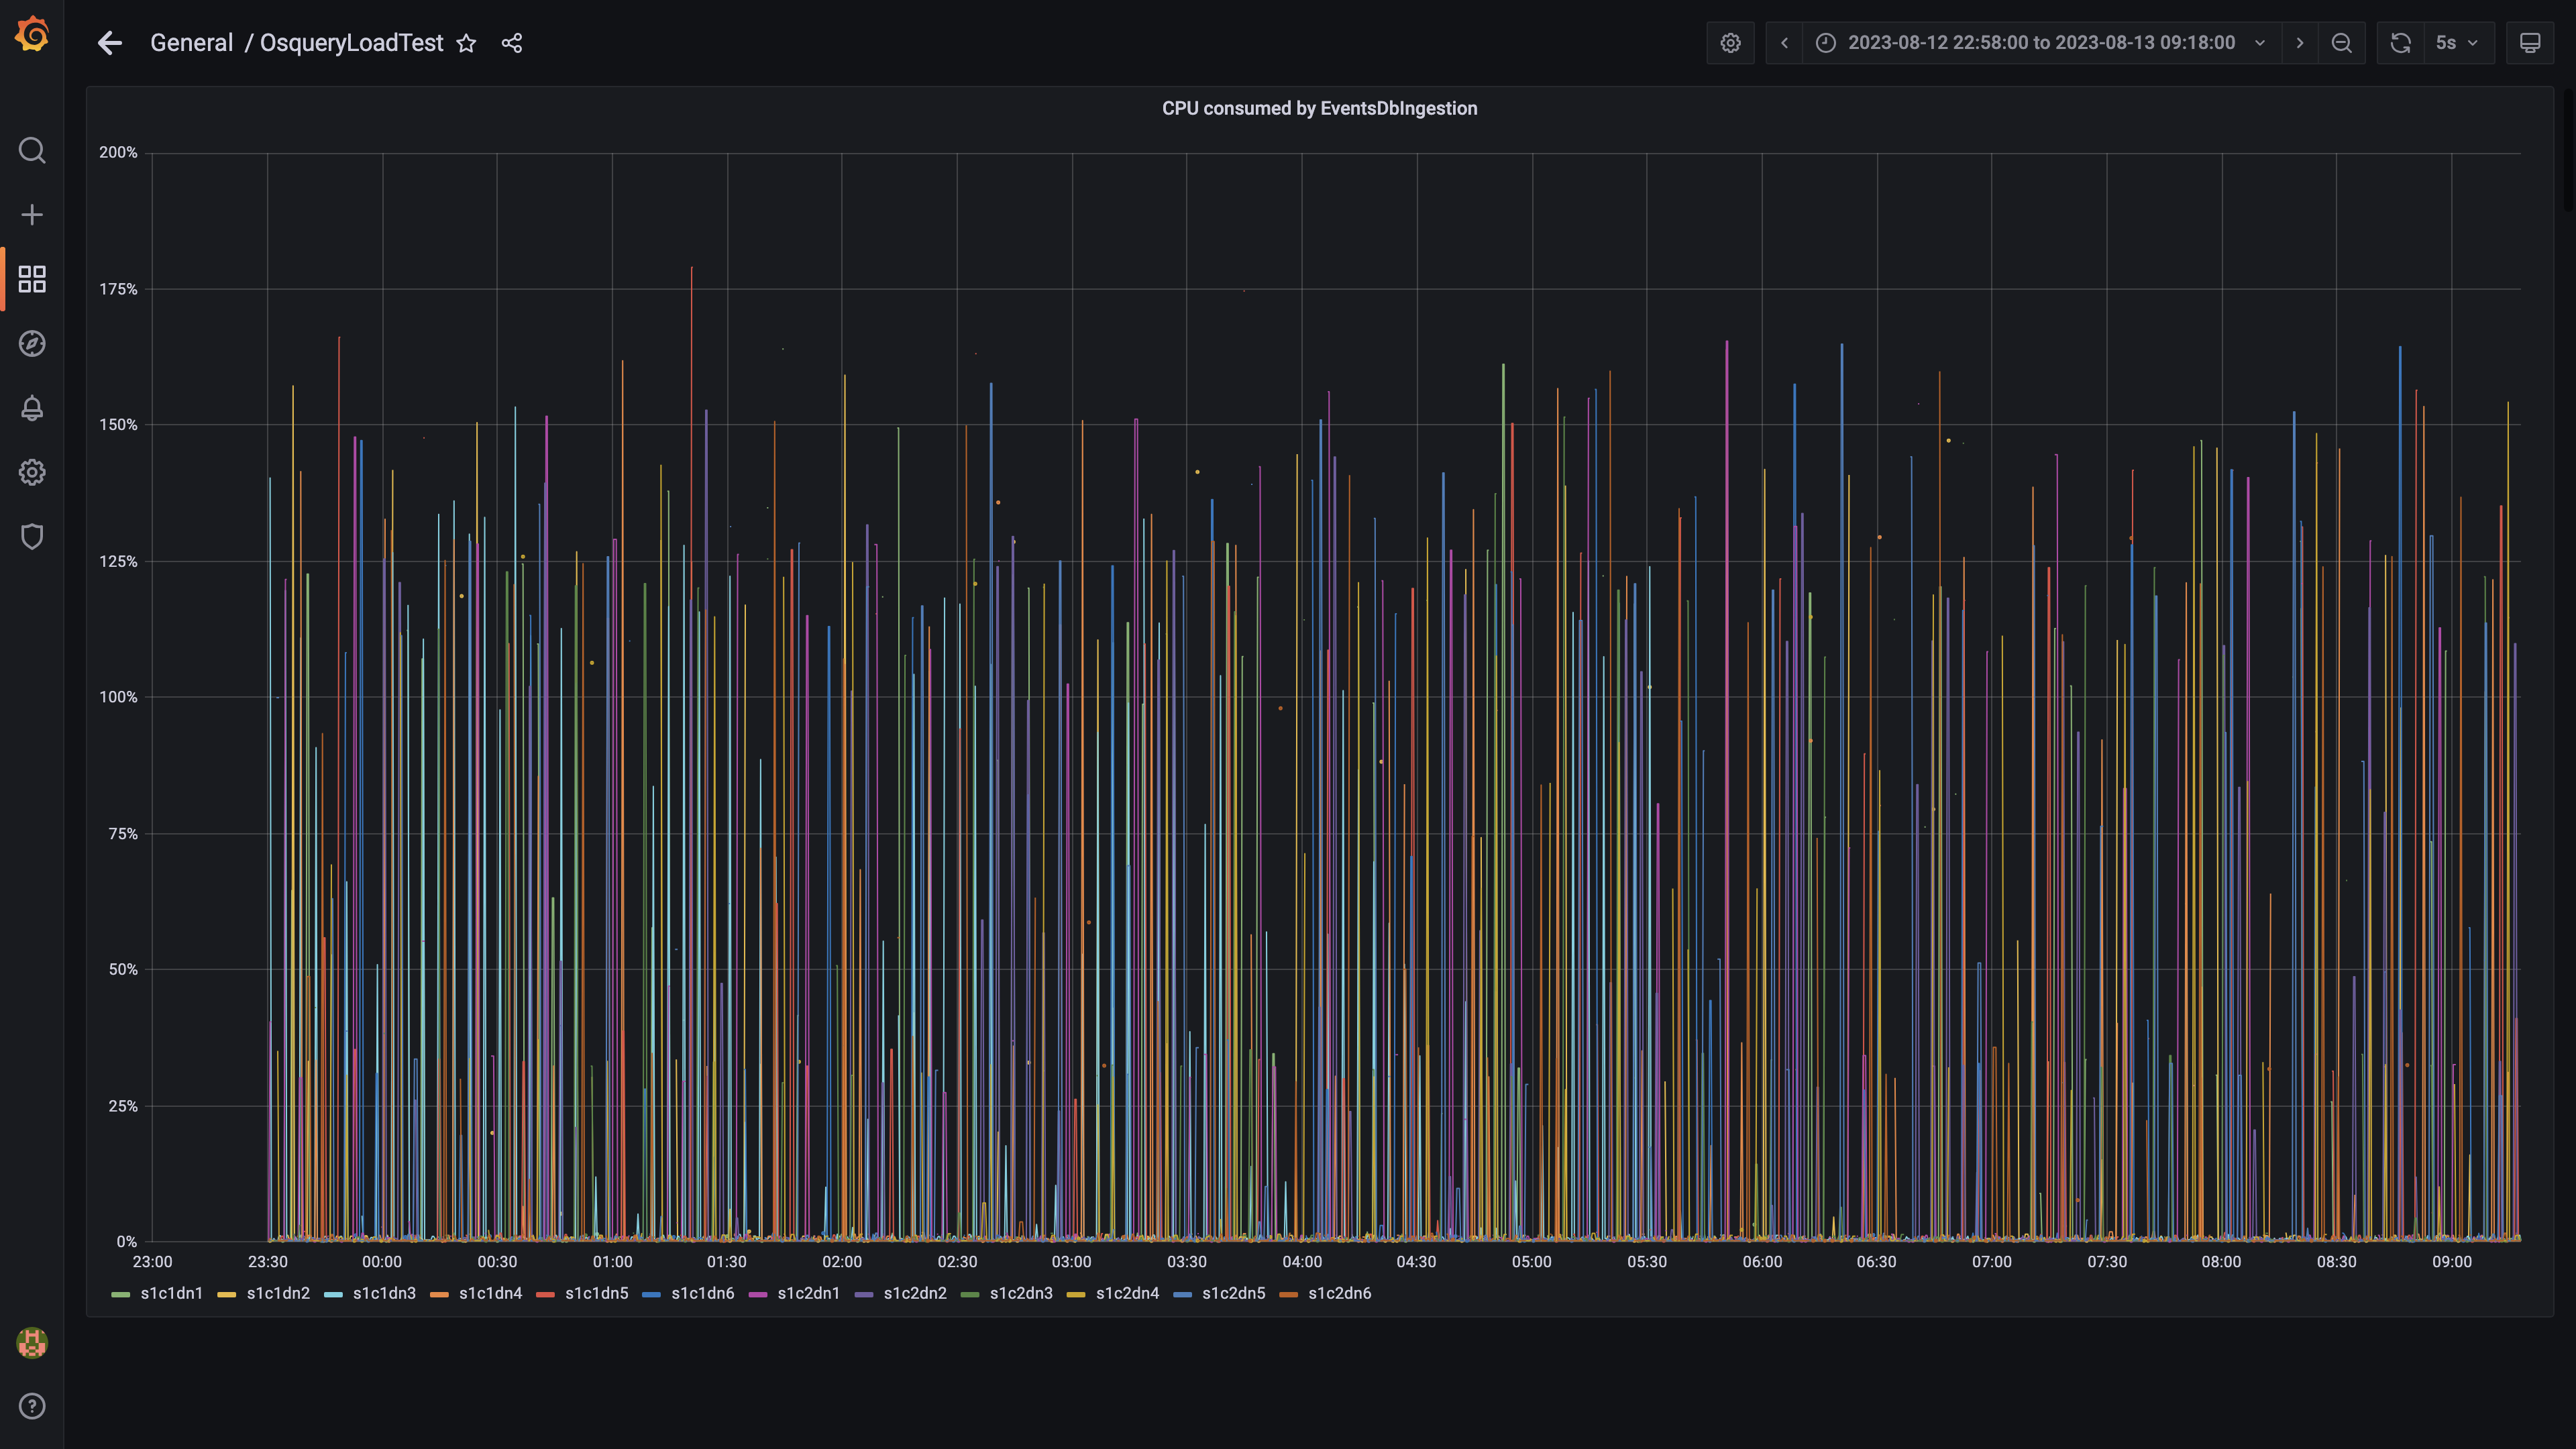 General / OsqueryLoadTest
2023-08-12 22:58:00 to 2023-08-13 09:18:00
5s
CPU consumed by EventsDbIngestion
200%
175%
150%
125%
100%
75%
50%
25%
0%
23:00 23:30 00:00 00:30 01:00 01:30 02:00 02:30 03:00 03:30 04:00 04:30 05:00 05:30 06:00 06:30 07:00 07:30 08:00 08:30 09:00
s1c1dn1 s1c1dn2 s1c1dn3 s1c1dn4 s1c1dn5 s1c1dn6 s1c2dn1 s1c2dn2 s1c2dn3 s1c2dn4 s1c2dn5 s1c2dn6